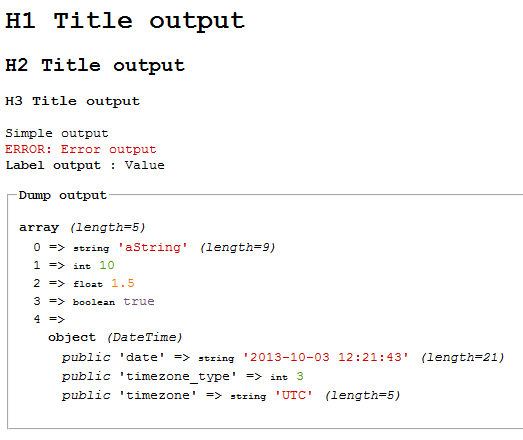 H1 Title output
H2 Title output
H3 Title output
Simple output
ERROR: Error output
Label output : Value
Dump output
array (length=5)
0 => string 'aString' (length=9)
1 => int 10
2 => float 1.5
3 => boolean true
4 =>
object (DateTime)
public 'date' => string '2013-10-03 12:21:43' (length=21)
public 'timezone_type' => int 3
public 'timezone' => string 'UTC' (length=5)